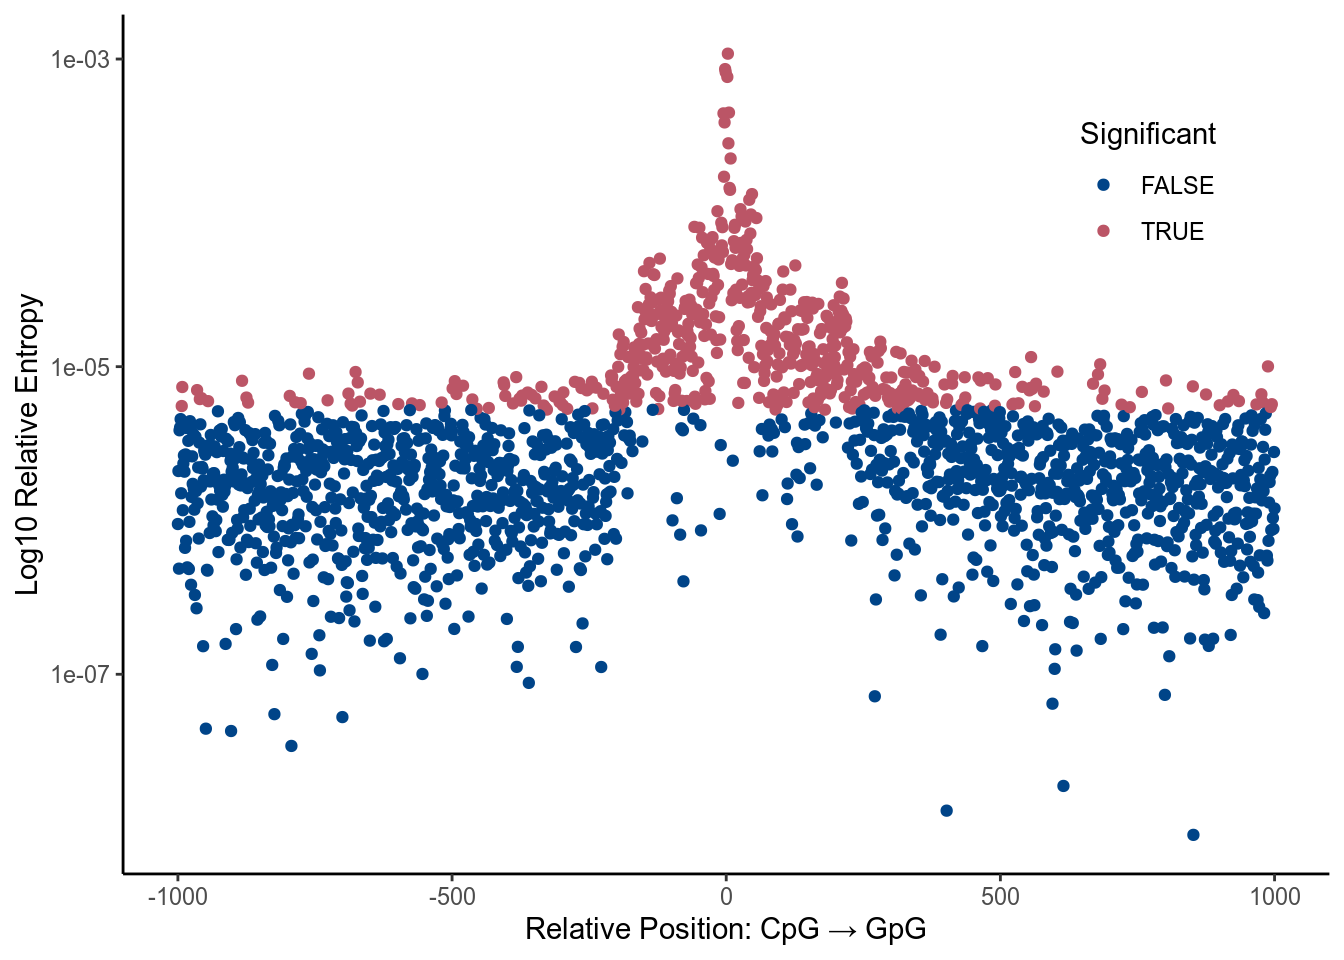 1e-03
1e-05
1e-07
Log10 Relative Entropy
Significant
FALSE
TRUE
-1000
-500
0
500
1000
Relative Position: CpG → GpG